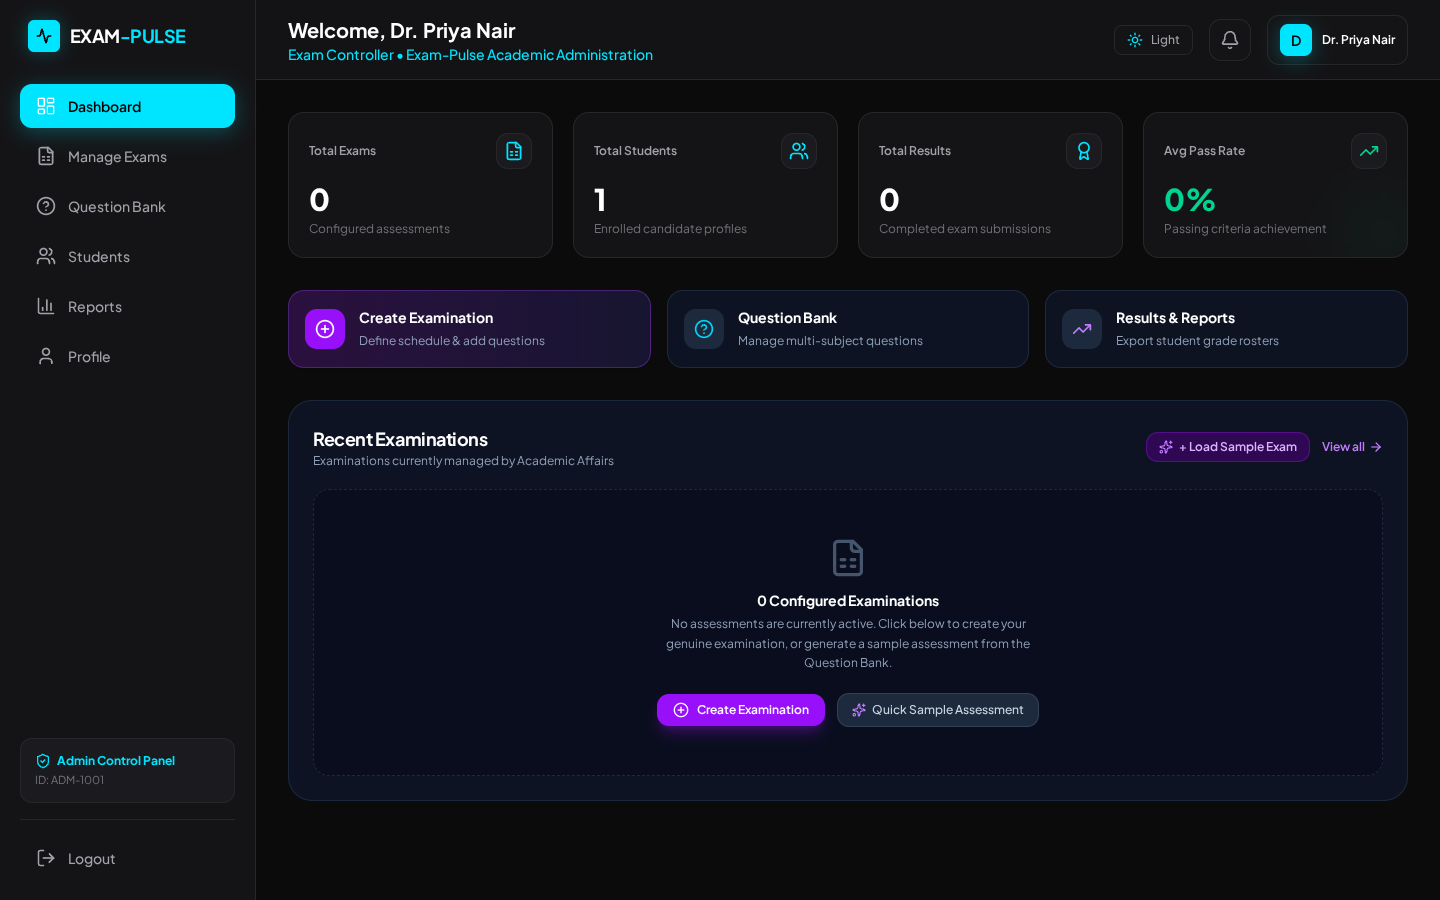 EXAM-PULSE
Dashboard
Manage Exams
Question Bank
Students
Reports
Profile
Admin Control Panel
ID: ADM-1001
Logout
Welcome, Dr. Priya Nair
Exam Controller • Exam-Pulse Academic Administration
Light
D
Dr. Priya Nair
Total Exams
0
Configured assessments
Total Students
1
Enrolled candidate profiles
Total Results
0
Completed exam submissions
Avg Pass Rate
0%
Passing criteria achievement
Create Examination
Define schedule & add questions
Question Bank
Manage multi-subject questions
Results & Reports
Export student grade rosters
Recent Examinations
Examinations currently managed by Academic Affairs
+ Load Sample Exam
View all
0 Configured Examinations
No assessments are currently active. Click below to create your
genuine examination, or generate a sample assessment from the
Question Bank.
Create Examination
Quick Sample Assessment